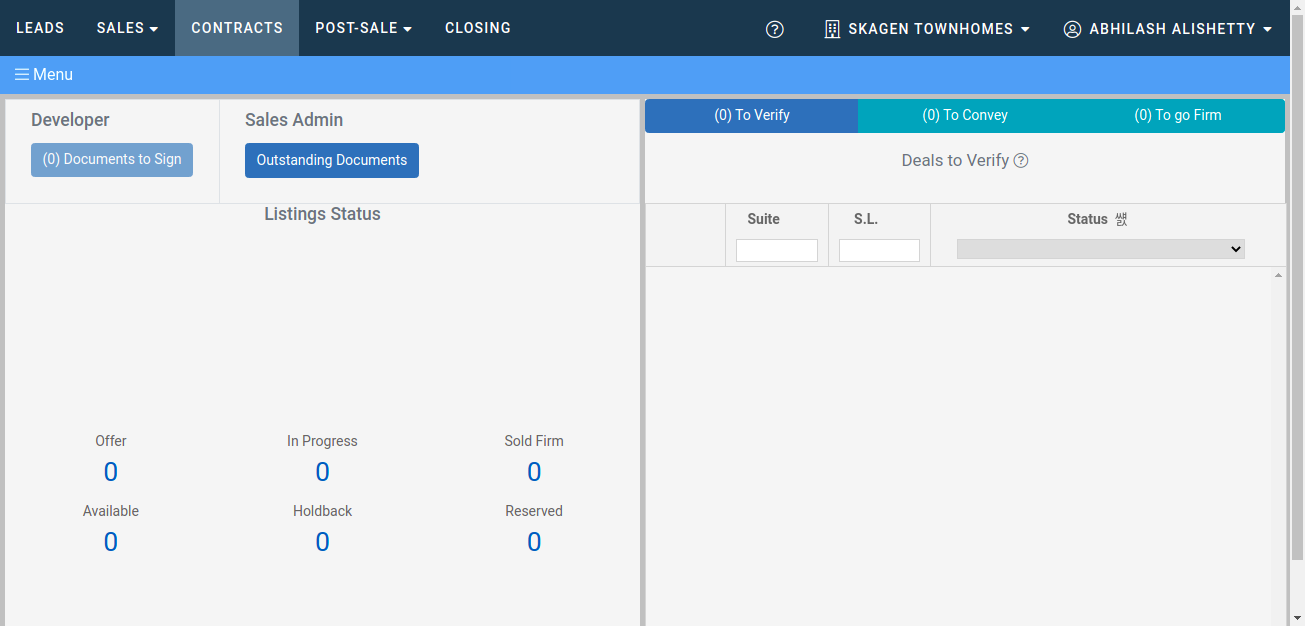 LEADS SALES CONTRACTS POST-SALE CLOSING SKAGEN TOWNHOMES ABHILASH ALISHETTY
Menu
Developer Sales Admin
(0) Documents to Sign Outstanding Documents
Listings Status
Offer In Progress Sold Firm
0 0 0
Available Holdback Reserved
0 0 0
(0) To Verify (0) To Convey (0) To go Firm
Deals to Verify
Suite S.L. Status